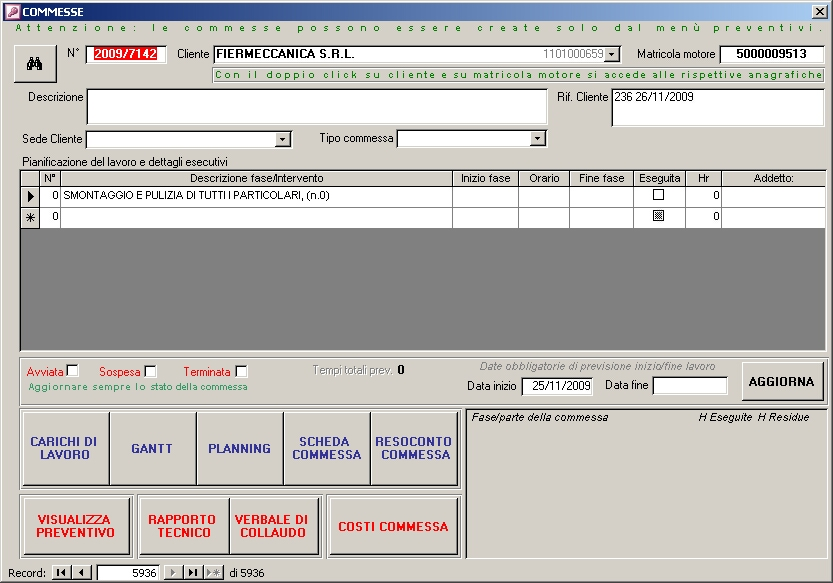 COMMESSE
Attenzione: le commesse possono essere create solo dal menù preventivi.
N° 2009/7142 Cliente FIERMECCANICA S.R.L. 1101000659 Matricola motore 5000009513
Con il doppio click su cliente e su matricola motore si accede alle rispettive anagrafiche
Descrizione Rif. Cliente 236 26/11/2009
Sede Cliente Tipo commessa
Pianificazione del lavoro e dettagli esecutivi
N° Descrizione fase/Intervento Inizio fase Orario Fine fase Eseguita Hr Addetto:
0 SMONTAGGIO E PULIZIA DI TUTTI I PARTICOLARI, (n.0) 0
0 0
Avviata Sospesa Terminata Tempi totali prev. 0 Date obbligatorie di previsione inizio/fine lavoro
Aggiornare sempre lo stato della commessa
Data inizio 25/11/2009 Data fine AGGIORNA
CARICHI DI LAVORO
GANTT
PLANNING
SCHEDA COMMESSA
RESOCONTO COMMESSA
Fase/parte della commessa H Eseguite H Residue
VISUALIZZA PREVENTIVO
RAPPORTO TECNICO
VERBALE DI COLLAUDO
COSTI COMMESSA
Record: 5936 di 5936